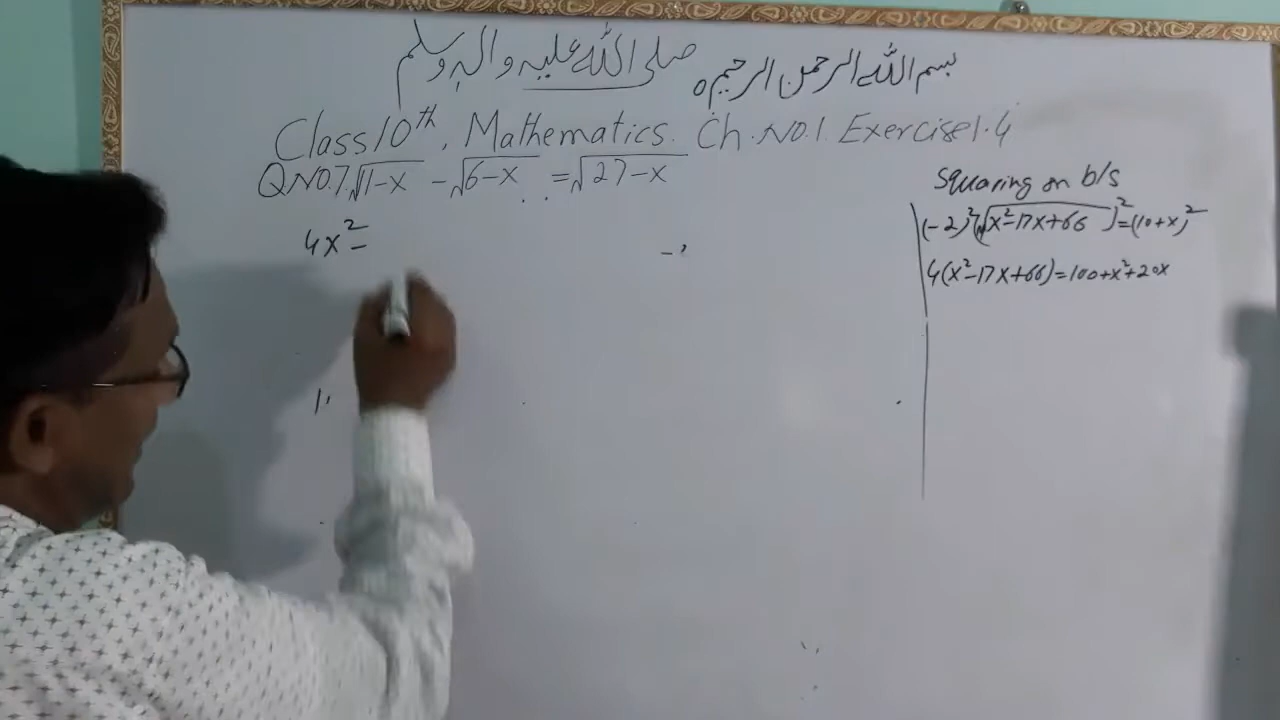 بسم اللہ الرحمن الرحیم ہ صلی اللہ علیہ والہ وسلم
Class 10th, Mathematics. Ch. No.1. Exercise 1.4
Q NO.7 √11-x - √6-x = √27-x
4x² -
Squaring on b/s
(-2)²(√x²-17x+66)² = (10+x)²
4(x²-17x+66) = 100+x²+20x